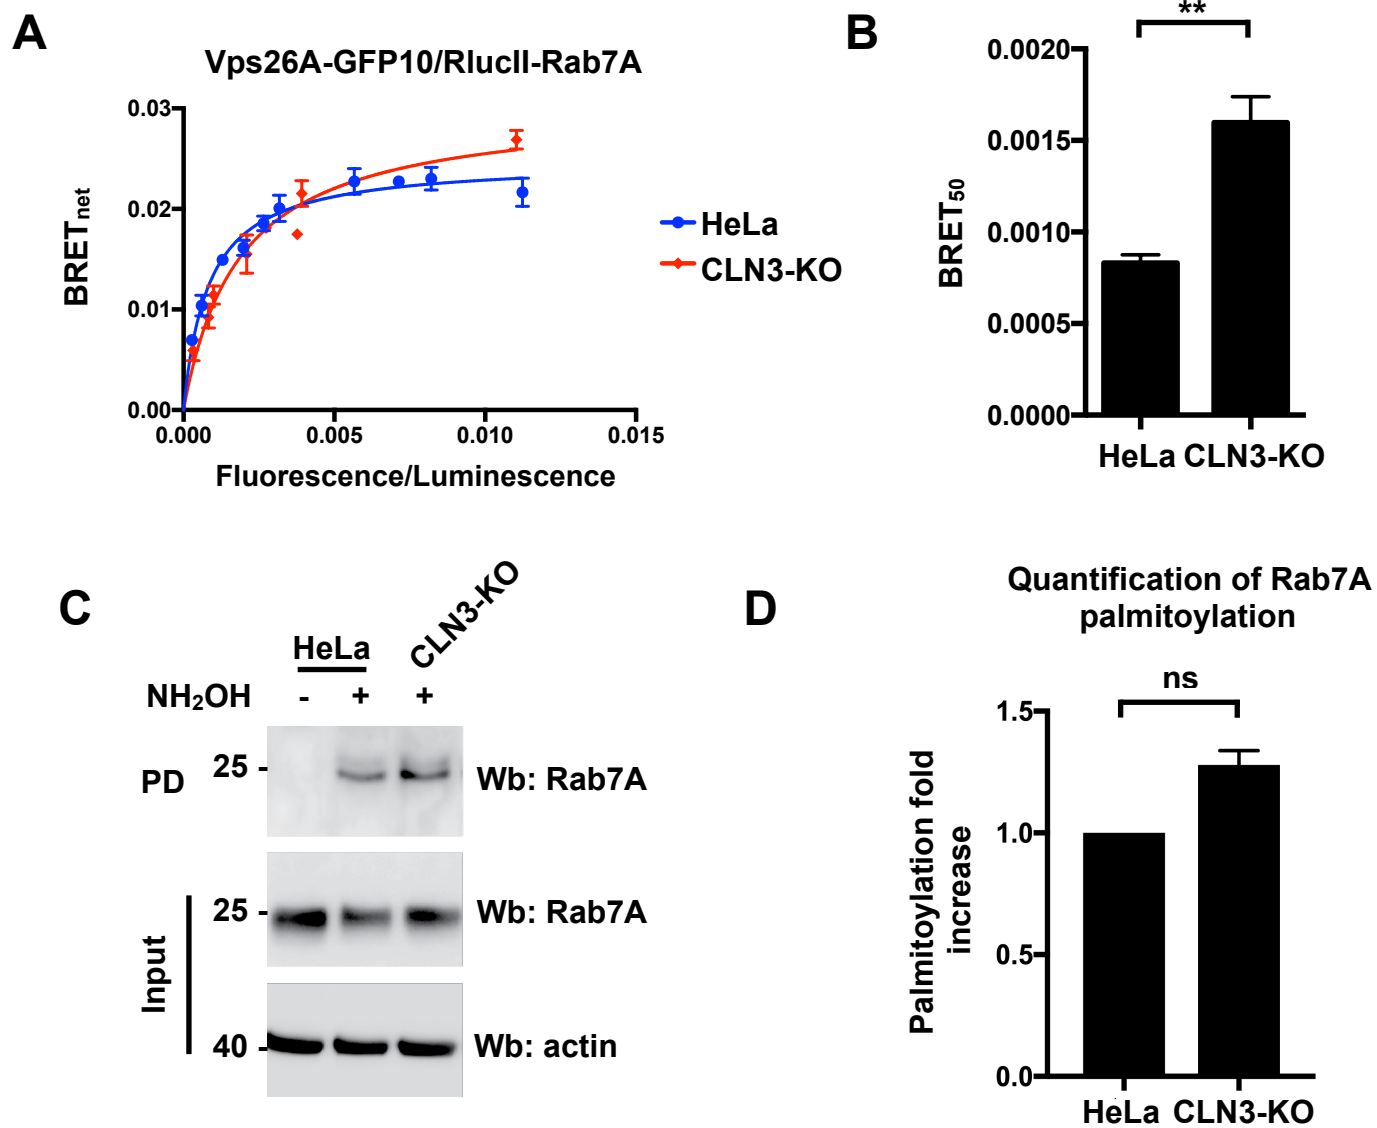 A
Vps26A-GFP10/RlucII-Rab7A
BRETnet
0.03
0.02
0.01
0.00
0.000
0.005
0.010
0.015
Fluorescence/Luminescence
HeLa
CLN3-KO
B
**
BRET50
0.0020
0.0015
0.0010
0.0005
0.0000
HeLa
CLN3-KO
C
HeLa
CLN3-KO
NH2OH
- + +
PD
25 -
Wb: Rab7A
Input
25 -
Wb: Rab7A
40 -
Wb: actin
D
Quantification of Rab7A
palmitoylation
ns
Palmitoylation fold
increase
1.5
1.0
0.5
0.0
HeLa
CLN3-KO